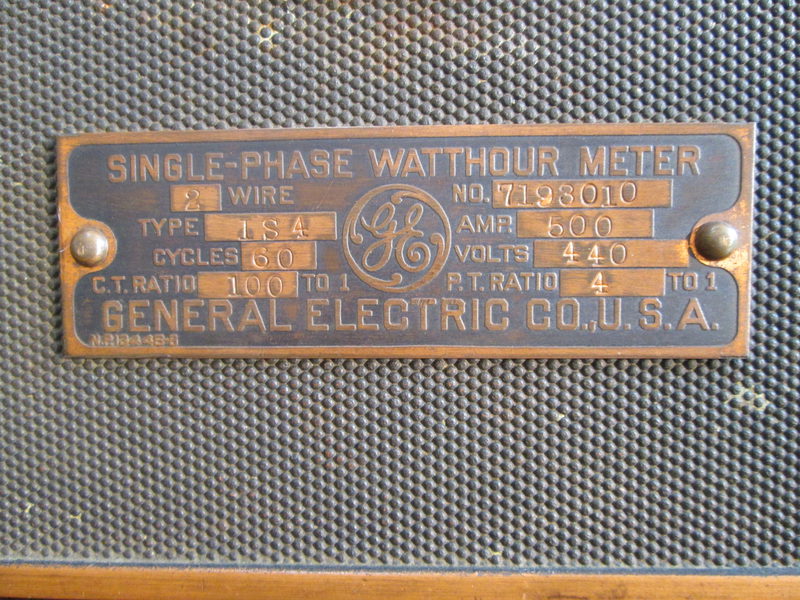 SINGLE-PHASE WATTHOUR METER
2 WIRE NO. 7193010
TYPE IS4 GE AMP. 500
CYCLES 60 VOLTS 440
C.T. RATIO 100 TO 1 P.T. RATIO 4 TO 1
GENERAL ELECTRIC CO., U.S.A.